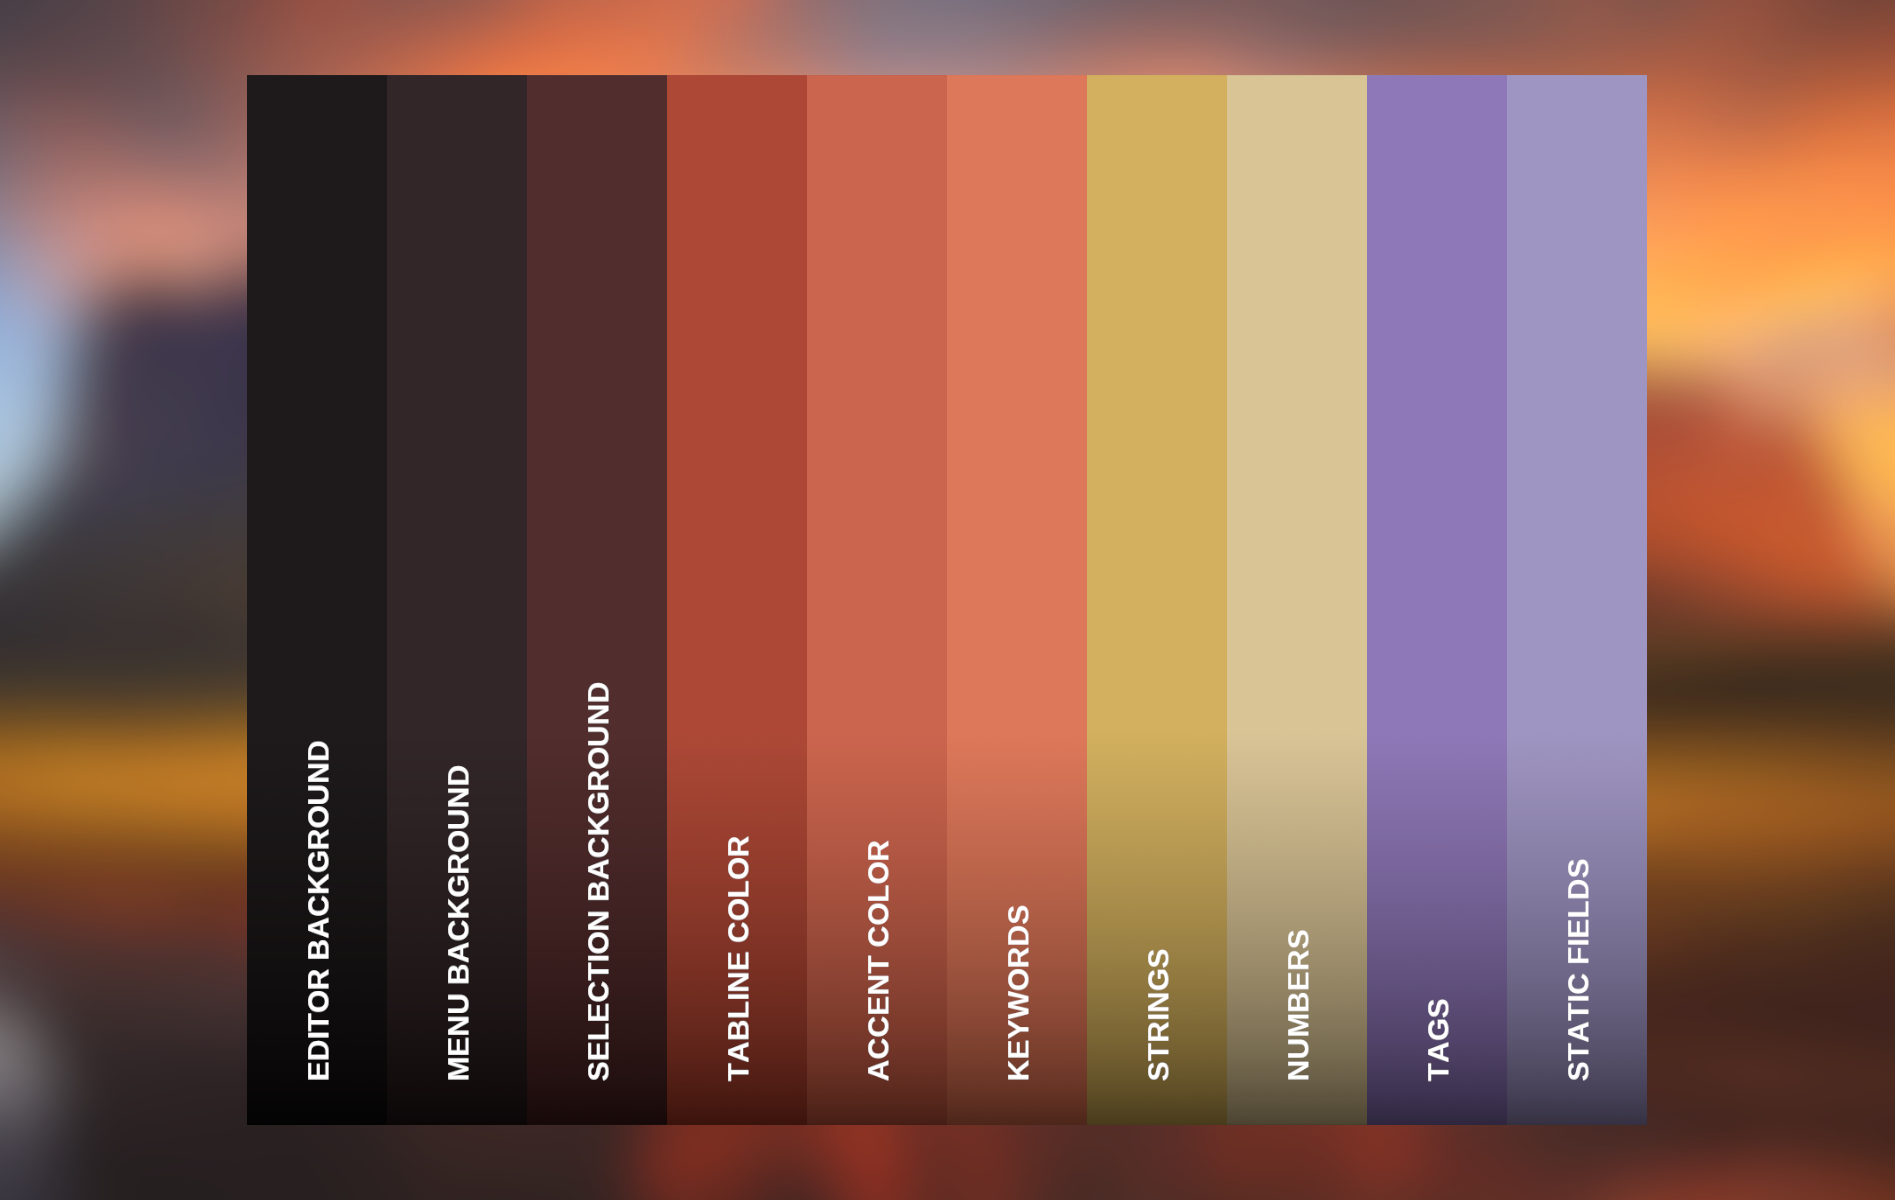 EDITOR BACKGROUND
MENU BACKGROUND
SELECTION BACKGROUND
TABLINE COLOR
ACCENT COLOR
KEYWORDS
STRINGS
NUMBERS
TAGS
STATIC FIELDS